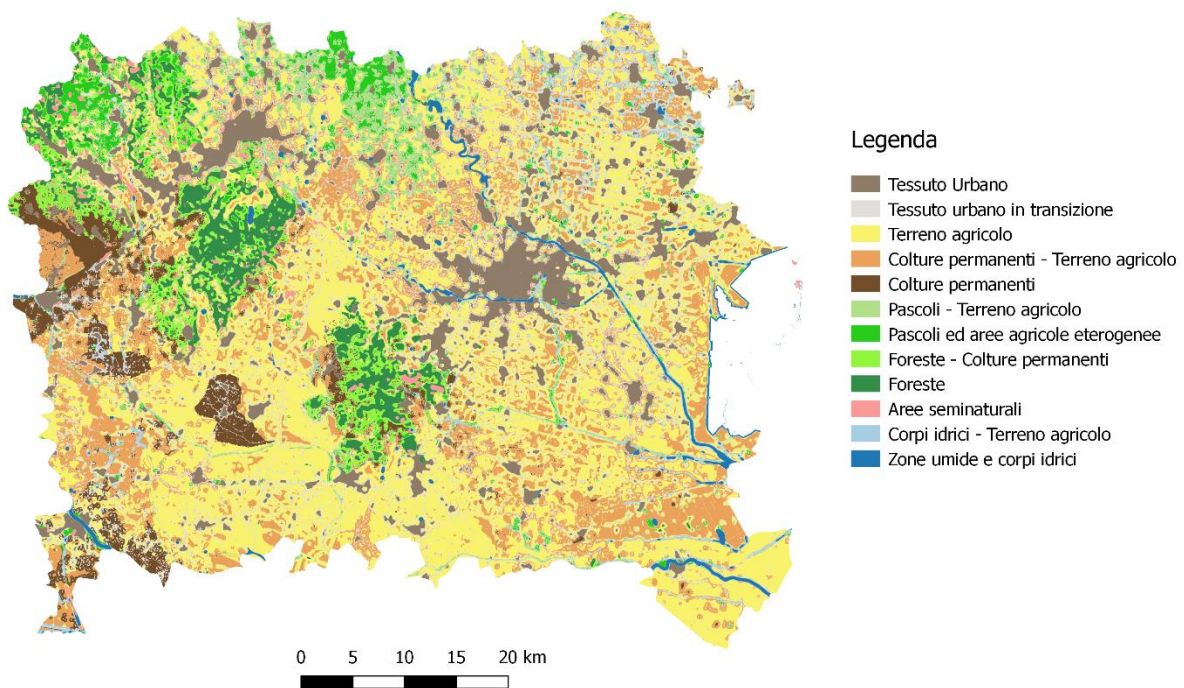 Legenda
Tessuto Urbano
Tessuto urbano in transizione
Terreno agricolo
Colture permanenti - Terreno agricolo
Colture permanenti
Pascoli - Terreno agricolo
Pascoli ed aree agricole eterogenee
Foreste - Colture permanenti
Foreste
Aree seminaturali
Corpi idrici - Terreno agricolo
Zone umide e corpi idrici
0 5 10 15 20 km